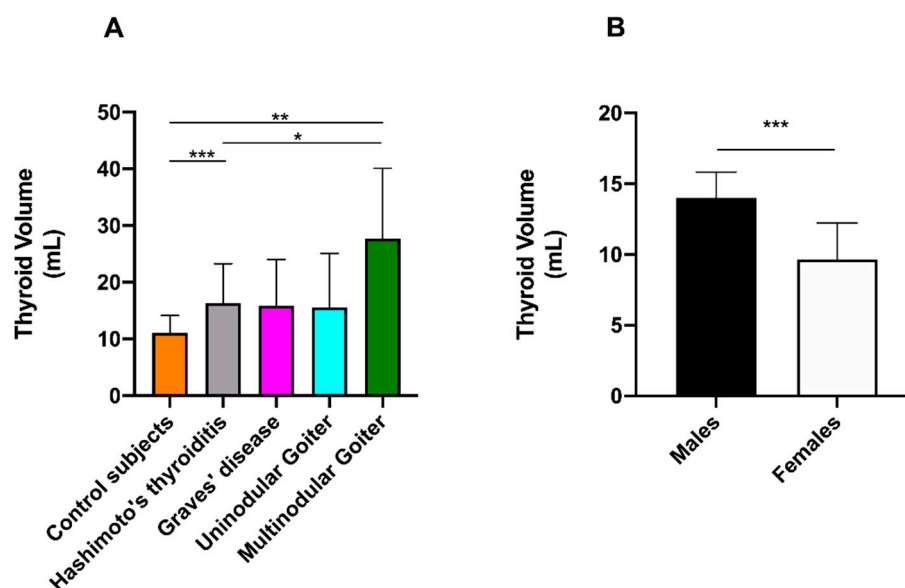 A
Thyroid Volume
(mL)
50
40
30
20
10
0
**
*
***
Control subjects
Hashimoto's thyroiditis
Graves' disease
Uninodular Goiter
Multinodular Goiter
B
Thyroid Volume
(mL)
20
15
10
5
0
***
Males
Females